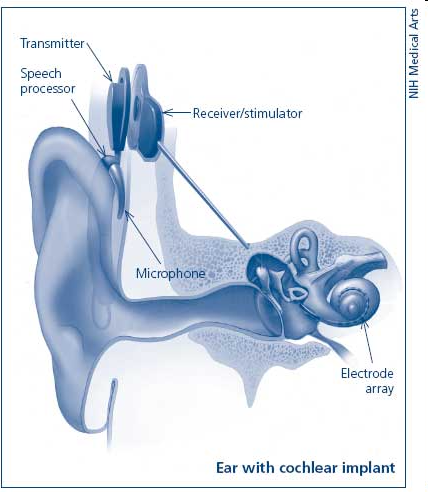 Transmitter
Speech
processor
Receiver/stimulator
Microphone
Electrode
array
Ear with cochlear implant
NIH Medical Arts